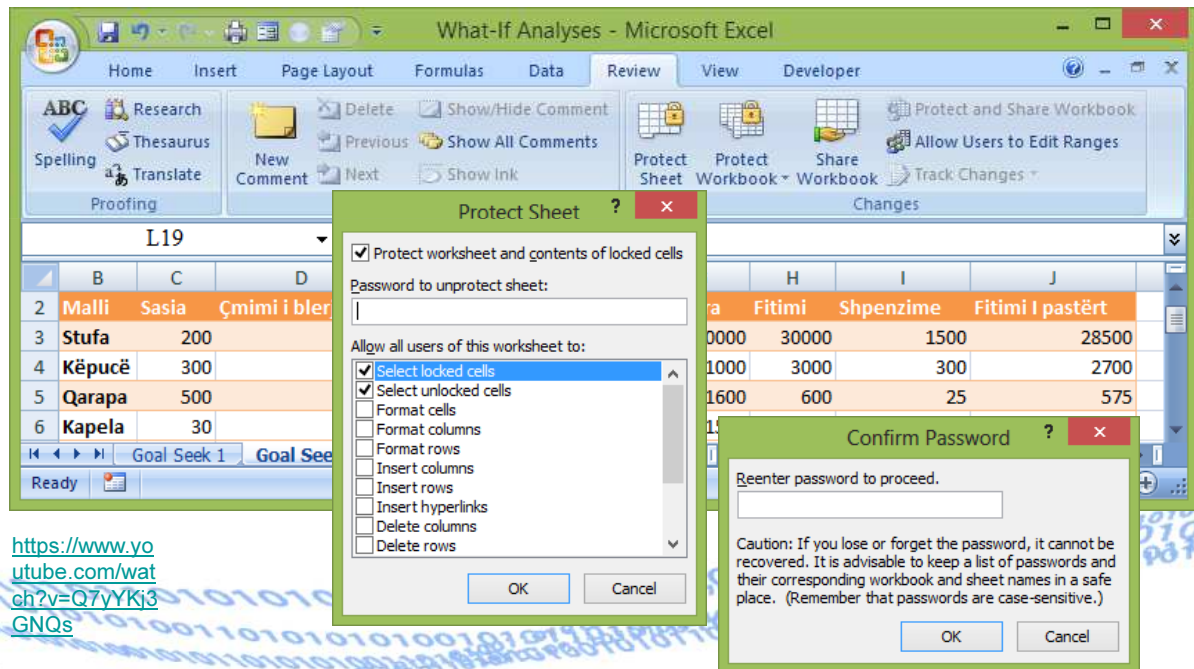 What-If Analyses - Microsoft Excel
Home Insert Page Layout Formulas Data Review View Developer
ABC
Spelling
Research
Thesaurus
Translate
Proofing
New
Comment
Delete
Previous
Next
Show/Hide Comment
Show All Comments
Show Ink
Protect
Sheet
Protect
Workbook
Share
Workbook
Protect and Share Workbook
Allow Users to Edit Ranges
Track Changes
Changes
L19
B C D H I J
2 Malli Sasia Çmimi i bler ra Fitimi Shpenzime Fitimi I pastërt
3 Stufa 200 0000 30000 1500 28500
4 Këpucë 300 1000 3000 300 2700
5 Qarapa 500 1600 600 25 575
6 Kapela 30
Goal Seek 1 Goal See
Ready
Protect Sheet ?
Protect worksheet and contents of locked cells
Password to unprotect sheet:
Allow all users of this worksheet to:
Select locked cells
Select unlocked cells
Format cells
Format columns
Format rows
Insert columns
Insert rows
Insert hyperlinks
Delete columns
Delete rows
OK Cancel
Confirm Password ?
Reenter password to proceed.
Caution: If you lose or forget the password, it cannot be
recovered. It is advisable to keep a list of passwords and
their corresponding workbook and sheet names in a safe
place. (Remember that passwords are case-sensitive.)
OK Cancel
https://www.yo
utube.com/wat
ch?v=Q7yYKj3
GNQs